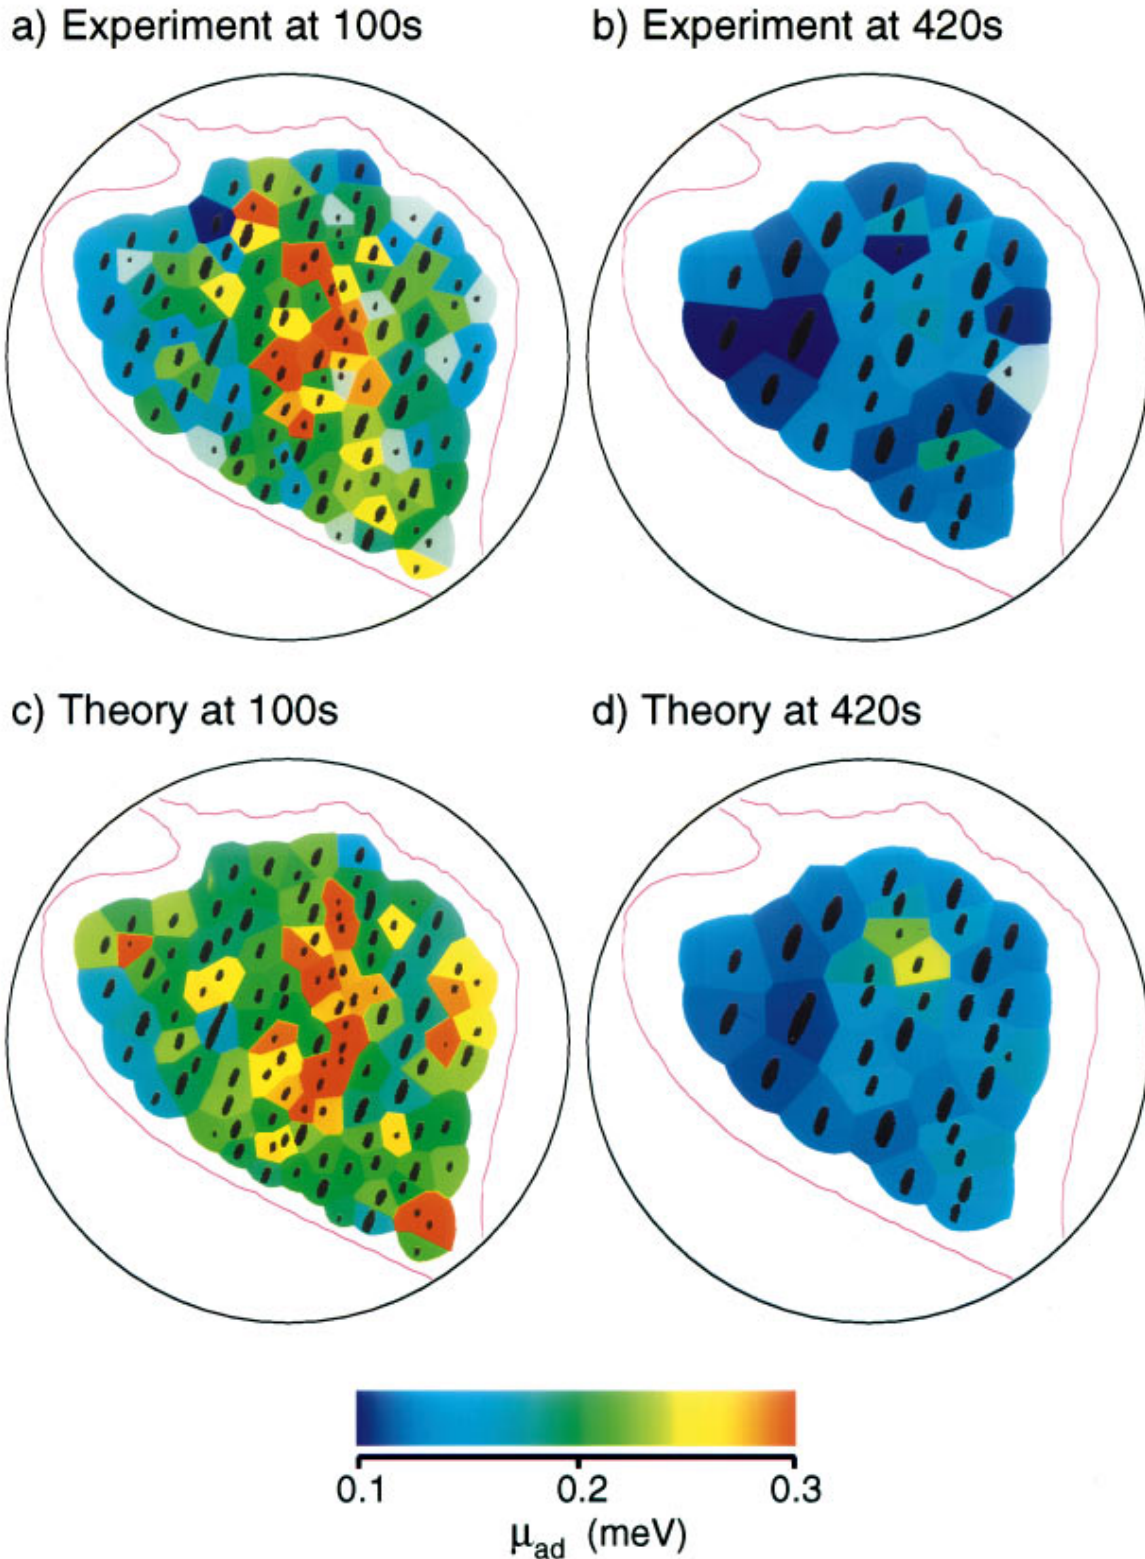 a) Experiment at 100s
b) Experiment at 420s
c) Theory at 100s
d) Theory at 420s
0.1
0.2
0.3
μad (meV)